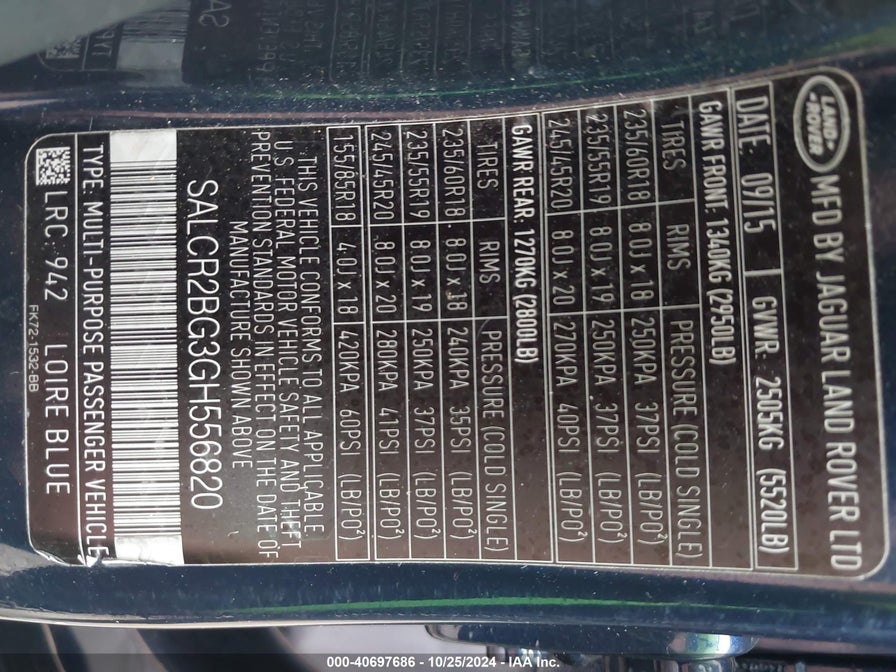 LAND ROVER
MFD BY JAGUAR LAND ROVER LTD
DATE: 09/15 GVWR: 2505KG (5520LB)
GAWR FRONT: 1340KG (2950LB)
TIRES RIMS PRESSURE (COLD SINGLE)
235/60R18 8.0J x 18 250KPA 37PSI (LB/PO²)
235/55R19 8.0J x 19 250KPA 37PSI (LB/PO²)
245/45R20 8.0J x 20 270KPA 40PSI (LB/PO²)
GAWR REAR: 1270KG (2800LB)
TIRES RIMS PRESSURE (COLD SINGLE)
235/60R18 8.0J x 18 240KPA 35PSI (LB/PO²)
235/55R19 8.0J x 19 250KPA 37PSI (LB/PO²)
245/45R20 8.0J x 20 280KPA 41PSI (LB/PO²)
155/85R18 4.0J x 18 420KPA 60PSI (LB/PO²)
THIS VEHICLE CONFORMS TO ALL APPLICABLE
U.S. FEDERAL MOTOR VEHICLE SAFETY AND THEFT
PREVENTION STANDARDS IN EFFECT ON THE DATE OF
MANUFACTURE SHOWN ABOVE
SALCR2BG3GH556820
TYPE: MULTI-PURPOSE PASSENGER VEHICLE
LRC: 942 LOIRE BLUE
FK72-1532-BB
000-40697686 - 10/25/2024 - IAA Inc.